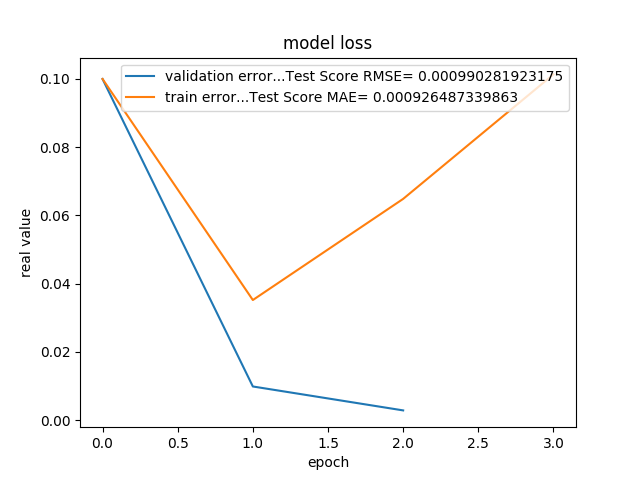 model loss
validation error...Test Score RMSE= 0.000990281923175
train error...Test Score MAE= 0.000926487339863
real value
0.10
0.08
0.06
0.04
0.02
0.00
0.0 0.5 1.0 1.5 2.0 2.5 3.0
epoch